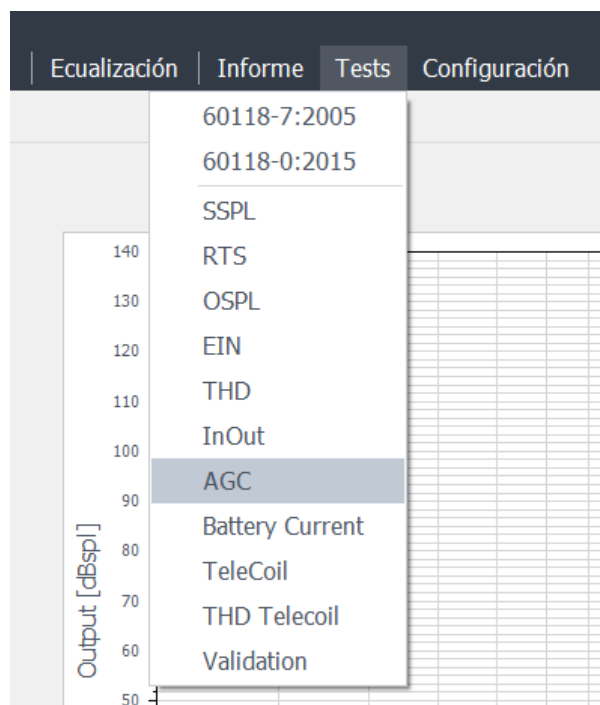 Ecualización Informe Tests Configuración
60118-7:2005
60118-0:2015
SSPL
RTS
OSPL
EIN
THD
InOut
AGC
Battery Current
TeleCoil
THD Telecoil
Validation
Output [dBspl]
140
130
120
110
100
90
80
70
60
50